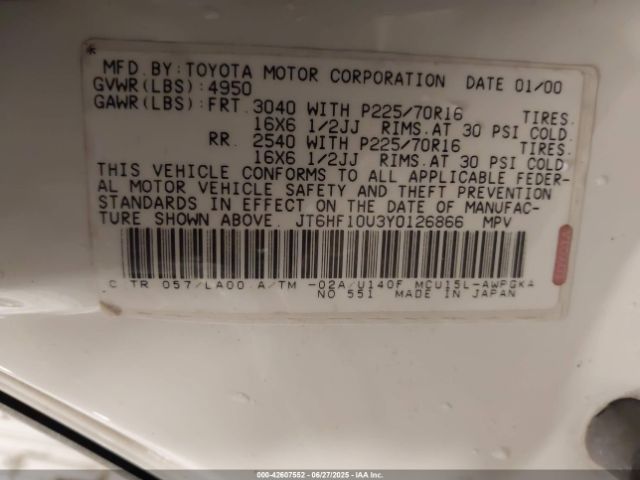 *
MFD.BY:TOYOTA MOTOR CORPORATION DATE 01/00
GVWR(LBS):4950
GAWR(LBS):FRT.3040 WITH P225/70R16 TIRES.
16X6 1/2JJ RIMS.AT 30 PSI COLD.
RR. 2540 WITH P225/70R16 TIRES.
16X6 1/2JJ RIMS.AT 30 PSI COLD.
THIS VEHICLE CONFORMS TO ALL APPLICABLE FEDER-
AL MOTOR VEHICLE SAFETY AND THEFT PREVENTION
STANDARDS IN EFFECT ON THE DATE OF MANUFAC-
TURE SHOWN ABOVE. JT6HF10U3Y0126866 MPV
C TR 057/LA00 A/TM -02A/U140F MCU15L-AWPGKA
NO 551 MADE IN JAPAN
TOYOTA
000-42607552 | 06/27/2025 | IAAI.COM